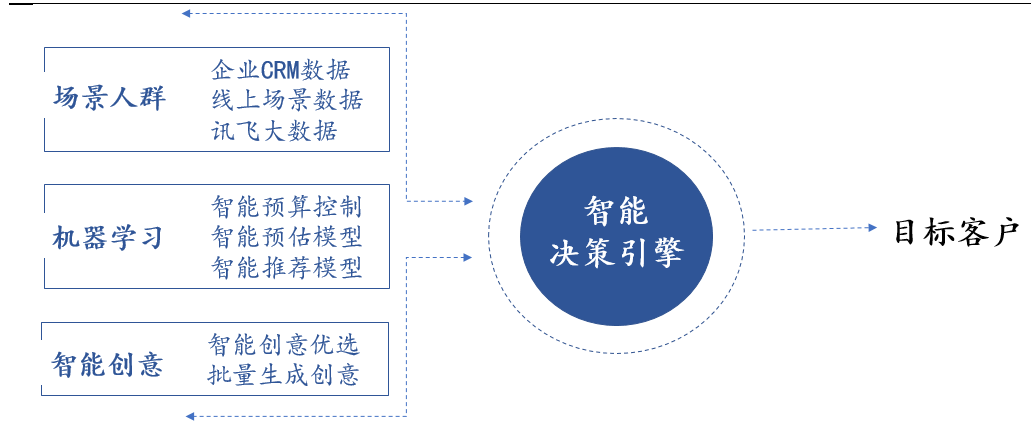 场景人群
企业CRM数据
线上场景数据
讯飞大数据
机器学习
智能预算控制
智能预估模型
智能推荐模型
智能创意
智能创意优选
批量生成创意
智能
决策引擎
目标客户